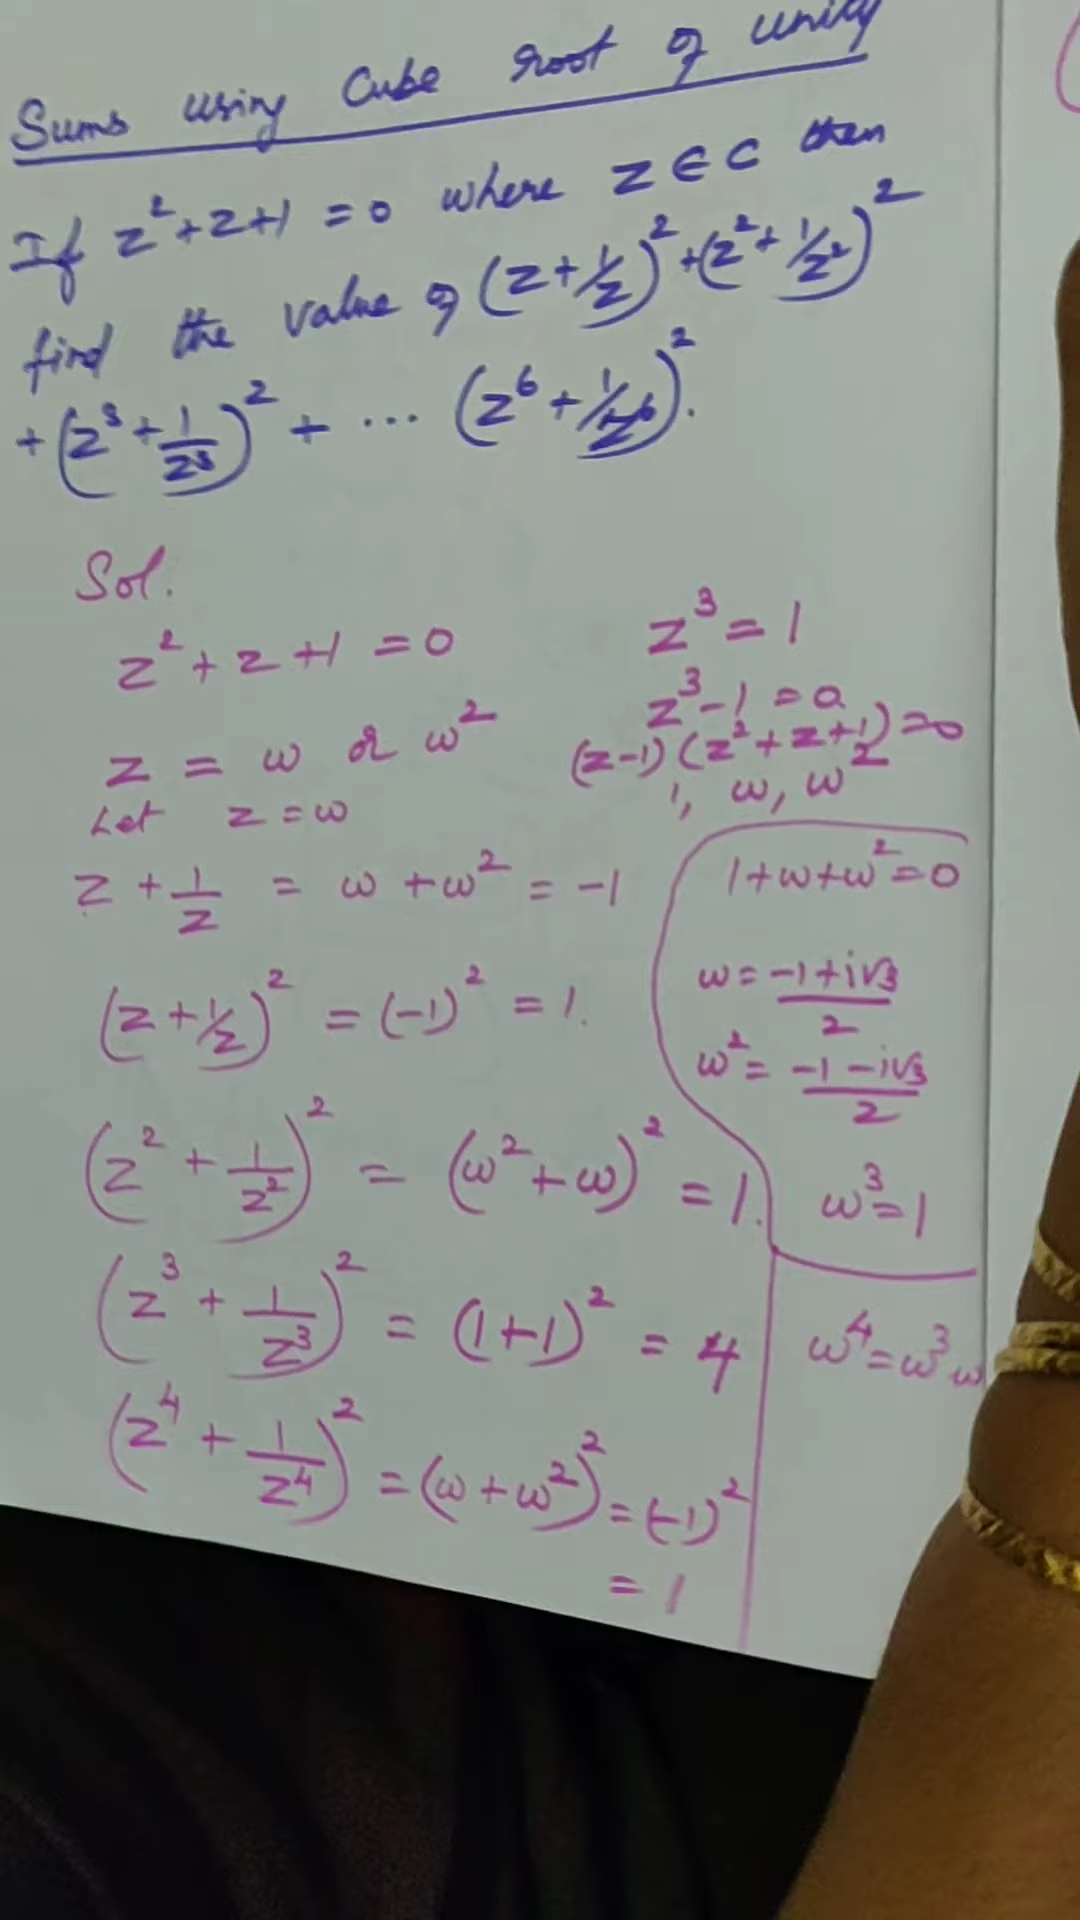 Sums using Cube root of unity
If z²+z+1 = 0 where z ∈ C then
find the value of (z+1/z)² + (z²+1/z²)²
+ (z³+1/z³)² + ... (z⁶+1/z⁶)².
Sol.
z²+z+1 = 0
z = ω or ω²
Let z = ω
z + 1/z = ω + ω² = -1
(z+1/z)² = (-1)² = 1.
(z² + 1/z²)² = (ω²+ω)² = 1.
(z³ + 1/z³)² = (1+1)² = 4
(z⁴ + 1/z⁴)² = (ω+ω²)² = (-1)²
= 1
z³ = 1
z³-1 = 0
(z-1)(z²+z+1) = 0
1, ω, ω²
1+ω+ω² = 0
ω = (-1+i√3)/2
ω² = (-1-i√3)/2
ω³ = 1
ω⁴ = ω³ω